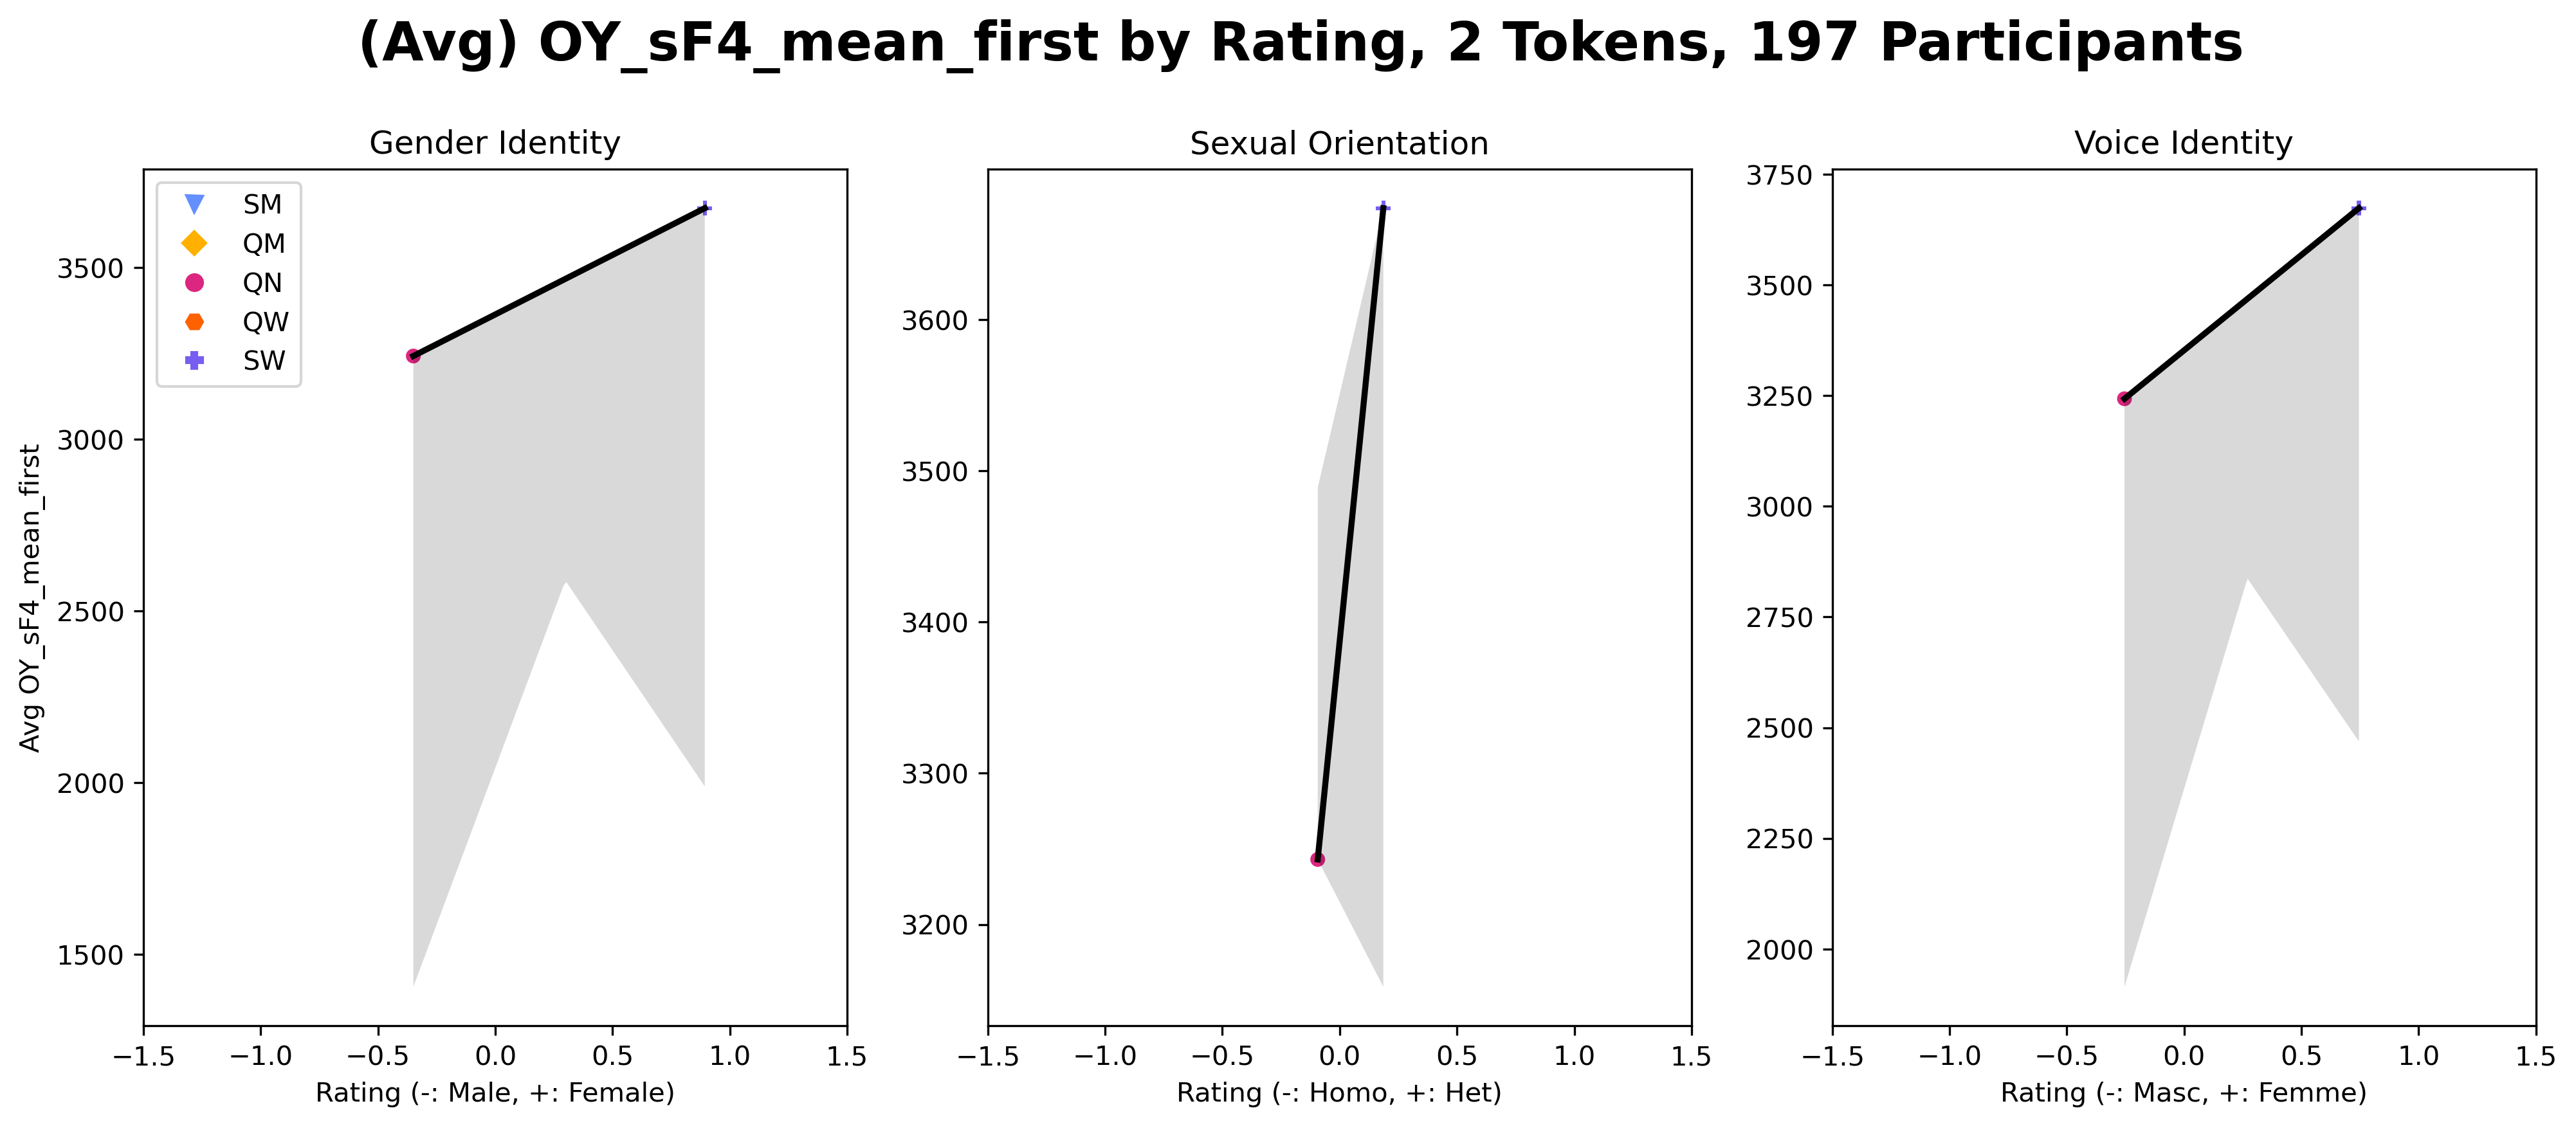 (Avg) OY_sF4_mean_first by Rating, 2 Tokens, 197 Participants
Gender Identity
Avg OY_sF4_mean_first
3500
3000
2500
2000
1500
SM
QM
QN
QW
SW
−1.5 −1.0 −0.5 0.0 0.5 1.0 1.5
Rating (-: Male, +: Female)
Sexual Orientation
3600
3500
3400
3300
3200
−1.5 −1.0 −0.5 0.0 0.5 1.0 1.5
Rating (-: Homo, +: Het)
Voice Identity
3750
3500
3250
3000
2750
2500
2250
2000
−1.5 −1.0 −0.5 0.0 0.5 1.0 1.5
Rating (-: Masc, +: Femme)